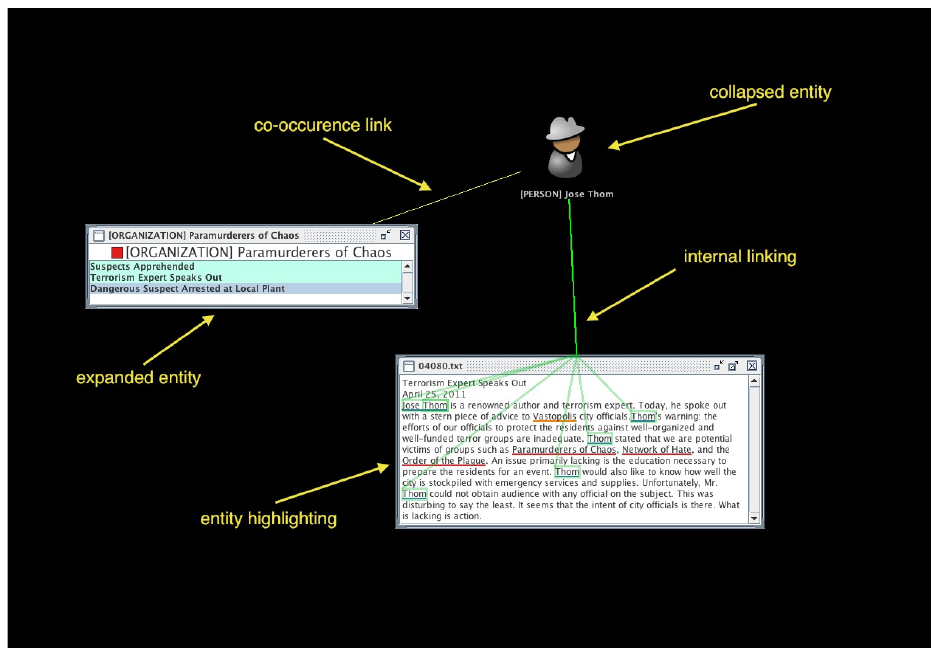 collapsed entity
co-occurence link
[PERSON] Jose Thom
[ORGANIZATION] Paramurderers of Chaos
[ORGANIZATION] Paramurderers of Chaos
Suspects Apprehended
Terrorism Expert Speaks Out
Dangerous Suspect Arrested at Local Plant
internal linking
expanded entity
04080.txt
Terrorism Expert Speaks Out
April 25, 2011
Jose Thom is a renowned author and terrorism expert. Today, he spoke out
with a stern piece of advice to Vastopolis city officials.Thom's warning: the
efforts of our officials to protect the residents against well-organized and
well-funded terror groups are inadequate. Thom stated that we are potential
victims of groups such as Paramurderers of Chaos, Network of Hate, and the
Order of the Plague. An issue primarily lacking is the education necessary to
prepare the residents for an event. Thom would also like to know how well the
city is stockpiled with emergency services and supplies. Unfortunately, Mr.
Thom could not obtain audience with any official on the subject. This was
disturbing to say the least. It seems that the intent of city officials is there. What
is lacking is action.
entity highlighting